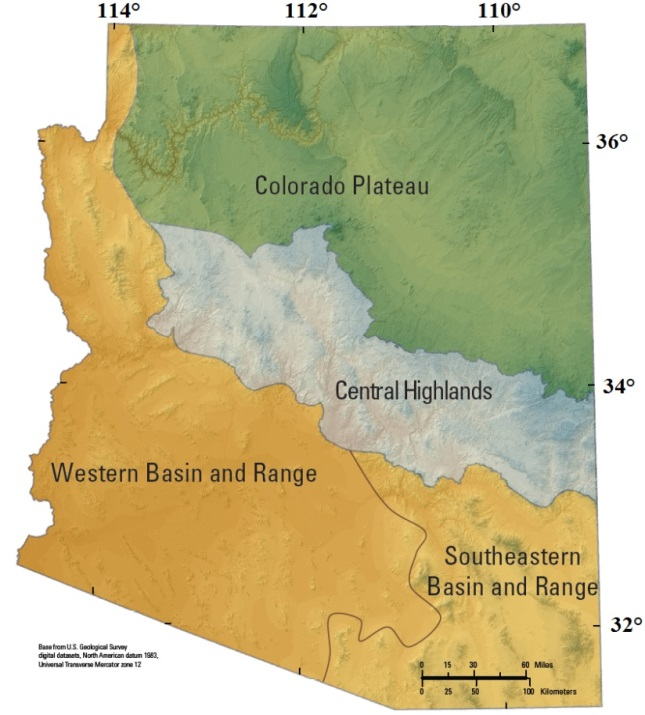 114°
112°
110°
36°
Colorado Plateau
34°
Central Highlands
Western Basin and Range
Southeastern
Basin and Range
32°
Base from U.S. Geological Survey
digital datasets, North American datum 1983,
Universal Transverse Mercator zone 12
0 15 30 60 Miles
0 25 50 100 Kilometers